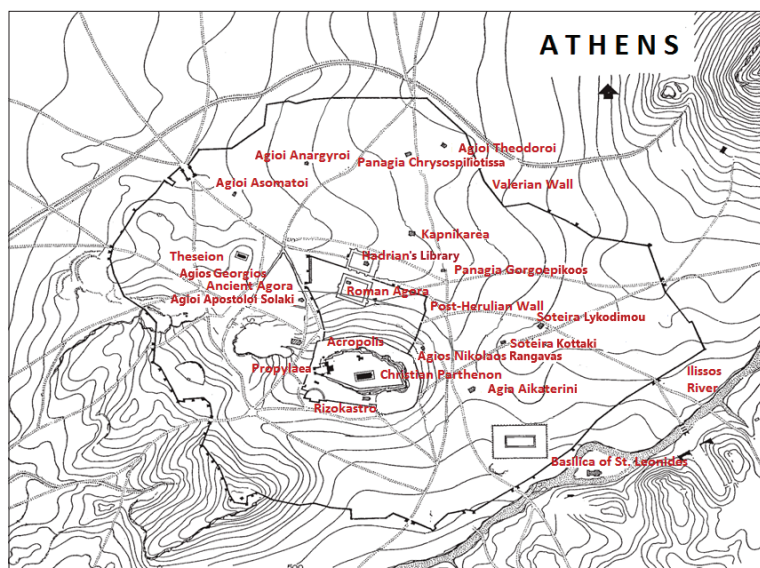 ATHENS
Agioi Theodoroi
Agioi Anargyroi
Panagia Chrysospiliotissa
Agioi Asomatoi
Valerian Wall
Kapnikarea
Theseion
Hadrian's Library
Agios Georgios
Panagia Gorgoepikoos
Ancient Agora
Roman Agora
Agioi Apostoloi Solaki
Post-Herulian Wall
Soteira Lykodimou
Acropolis
Soteira Kottaki
Agios Nikolaos Rangavas
Propylaea
Christian Parthenon
Ilissos
River
Agia Aikaterini
Rizokastro
Basilica of St. Leonides